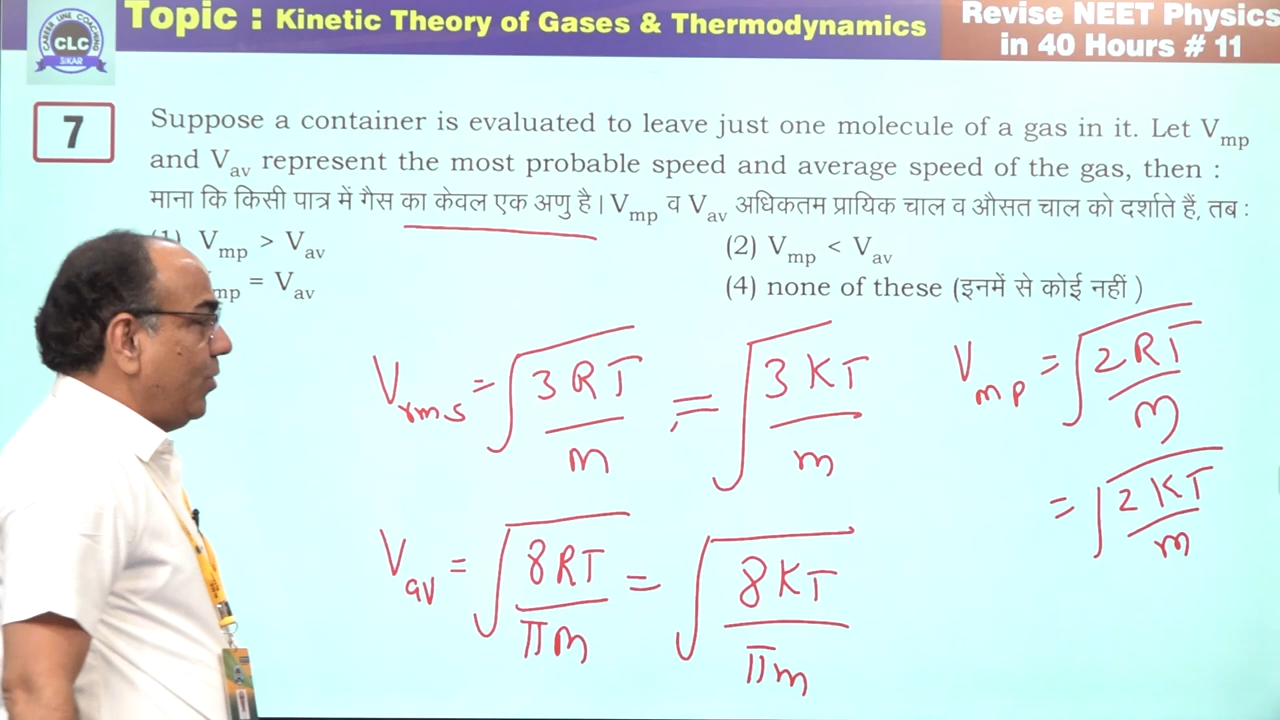 Topic : Kinetic Theory of Gases & Thermodynamics
Revise NEET Physics
in 40 Hours # 11
CAREER LINE COACHING
CLC
SIKAR
7
Suppose a container is evaluated to leave just one molecule of a gas in it. Let Vmp
and Vav represent the most probable speed and average speed of the gas, then :
माना कि किसी पात्र में गैस का केवल एक अणु है। Vmp व Vav अधिकतम प्रायिक चाल व औसत चाल को दर्शाते हैं, तब :
(1) Vmp > Vav
(2) Vmp < Vav
mp = Vav
(4) none of these (इनमें से कोई नहीं )
Vrms = √(3RT/m) = √(3KT/m)
Vmp = √(2RT/m)
= √(2KT/m)
Vav = √(8RT/πm) = √(8KT/πm)